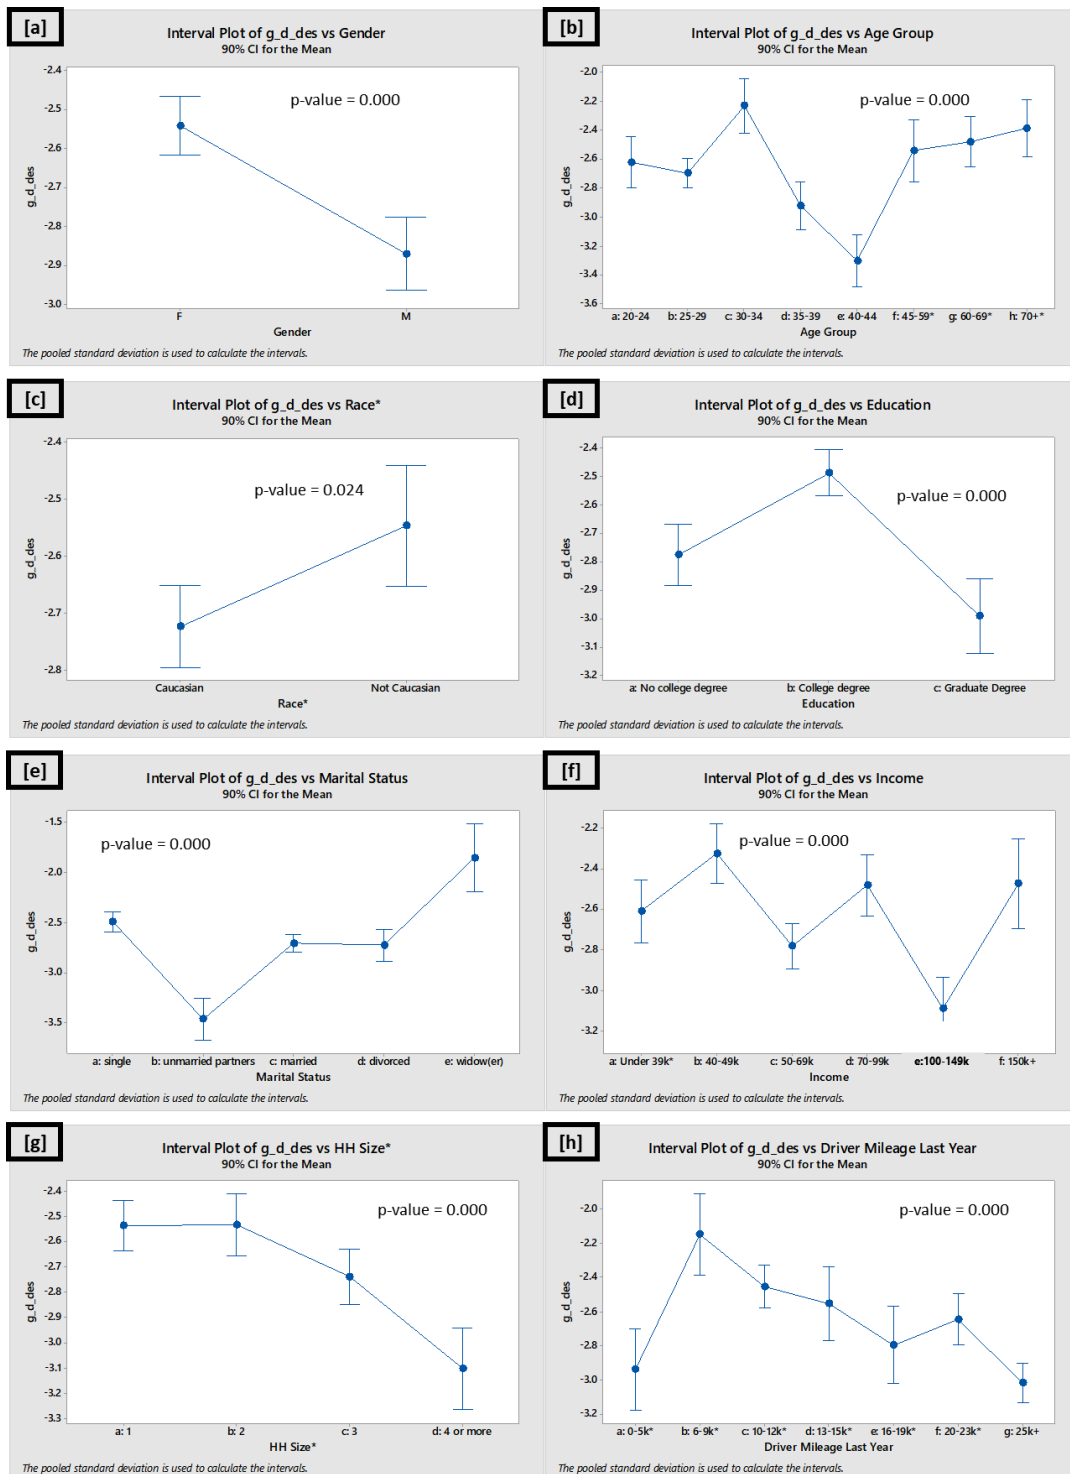 [a]
Interval Plot of g_d_des vs Gender
90% CI for the Mean
p-value = 0.000
-2.4
-2.5
-2.6
-2.7
-2.8
-2.9
-3.0
g_d_des
F M
Gender
The pooled standard deviation is used to calculate the intervals.
[b]
Interval Plot of g_d_des vs Age Group
90% CI for the Mean
p-value = 0.000
-2.0
-2.2
-2.4
-2.6
-2.8
-3.0
-3.2
-3.4
-3.6
g_d_des
a: 20-24 b: 25-29 c: 30-34 d: 35-39 e: 40-44 f: 45-59* g: 60-69* h: 70+*
Age Group
The pooled standard deviation is used to calculate the intervals.
[c]
Interval Plot of g_d_des vs Race*
90% CI for the Mean
p-value = 0.024
-2.4
-2.5
-2.6
-2.7
-2.8
g_d_des
Caucasian Not Caucasian
Race*
The pooled standard deviation is used to calculate the intervals.
[d]
Interval Plot of g_d_des vs Education
90% CI for the Mean
p-value = 0.000
-2.4
-2.5
-2.6
-2.7
-2.8
-2.9
-3.0
-3.1
-3.2
g_d_des
a: No college degree b: College degree c: Graduate Degree
Education
The pooled standard deviation is used to calculate the intervals.
[e]
Interval Plot of g_d_des vs Marital Status
90% CI for the Mean
p-value = 0.000
-1.5
-2.0
-2.5
-3.0
-3.5
g_d_des
a: single b: unmarried partners c: married d: divorced e: widow(er)
Marital Status
The pooled standard deviation is used to calculate the intervals.
[f]
Interval Plot of g_d_des vs Income
90% CI for the Mean
p-value = 0.000
-2.2
-2.4
-2.6
-2.8
-3.0
-3.2
g_d_des
a: Under 39k* b: 40-49k c: 50-69k d: 70-99k e:100-149k f: 150k+
Income
The pooled standard deviation is used to calculate the intervals.
[g]
Interval Plot of g_d_des vs HH Size*
90% CI for the Mean
p-value = 0.000
-2.4
-2.5
-2.6
-2.7
-2.8
-2.9
-3.0
-3.1
-3.2
-3.3
g_d_des
a: 1 b: 2 c: 3 d: 4 or more
HH Size*
The pooled standard deviation is used to calculate the intervals.
[h]
Interval Plot of g_d_des vs Driver Mileage Last Year
90% CI for the Mean
p-value = 0.000
-2.0
-2.2
-2.4
-2.6
-2.8
-3.0
-3.2
g_d_des
a: 0-5k* b: 6-9k* c: 10-12k* d: 13-15k* e: 16-19k* f: 20-23k* g: 25k+
Driver Mileage Last Year
The pooled standard deviation is used to calculate the intervals.